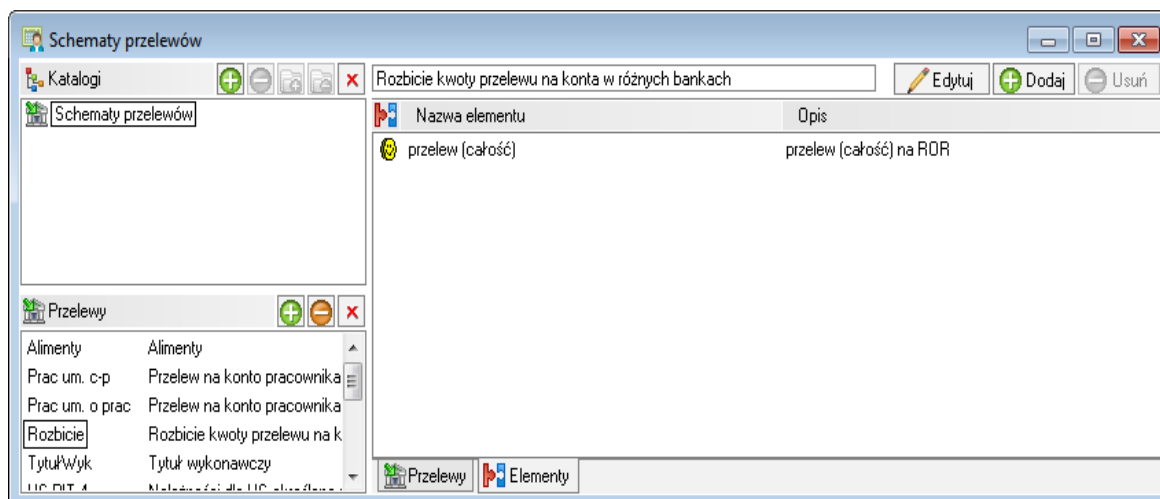 Schematy przelewów
Katalogi
Schematy przelewów
Przelewy
Alimenty Alimenty
Prac um. c-p Przelew na konto pracownika
Prac um. o prac Przelew na konto pracownika
Rozbicie Rozbicie kwoty przelewu na k
TytułWyk Tytuł wykonawczy
Rozbicie kwoty przelewu na konta w różnych bankach Edytuj Dodaj Usuń
Nazwa elementu Opis
przelew (całość) przelew (całość) na ROR
Przelewy Elementy